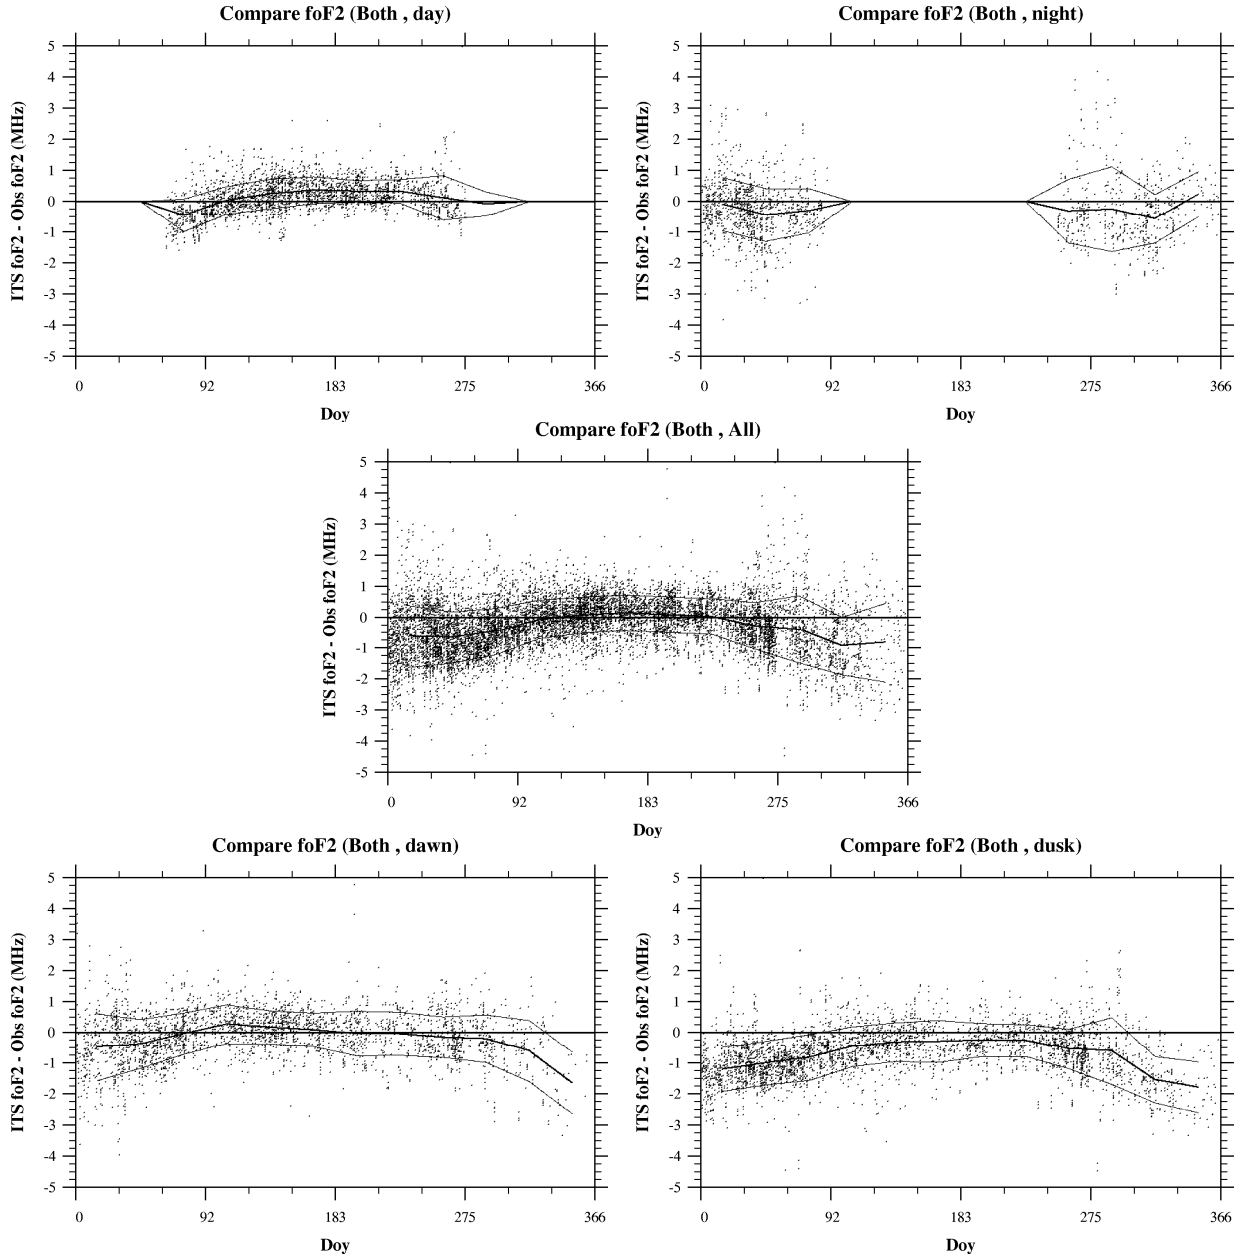 Compare foF2 (Both , day)
ITS foF2 - Obs foF2 (MHz)
5
4
3
2
1
0
-1
-2
-3
-4
-5
0 92 183 275 366
Doy
Compare foF2 (Both , night)
ITS foF2 - Obs foF2 (MHz)
5
4
3
2
1
0
-1
-2
-3
-4
-5
0 92 183 275 366
Doy
Compare foF2 (Both , All)
ITS foF2 - Obs foF2 (MHz)
5
4
3
2
1
0
-1
-2
-3
-4
-5
0 92 183 275 366
Doy
Compare foF2 (Both , dawn)
ITS foF2 - Obs foF2 (MHz)
5
4
3
2
1
0
-1
-2
-3
-4
-5
0 92 183 275 366
Doy
Compare foF2 (Both , dusk)
ITS foF2 - Obs foF2 (MHz)
5
4
3
2
1
0
-1
-2
-3
-4
-5
0 92 183 275 366
Doy